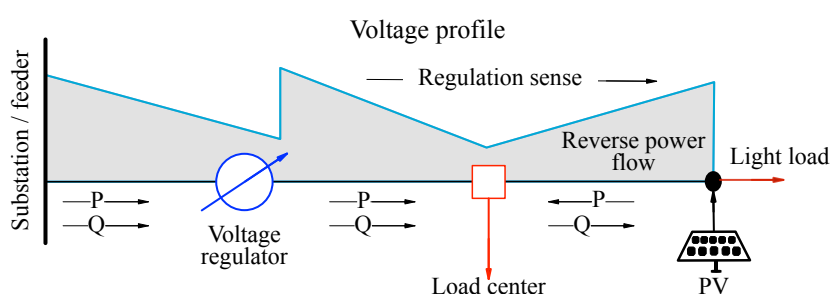 Voltage profile
Regulation sense
Substation / feeder
Reverse power
flow
Light load
P
P
P
Q
Q
Q
Voltage
regulator
Load center
PV